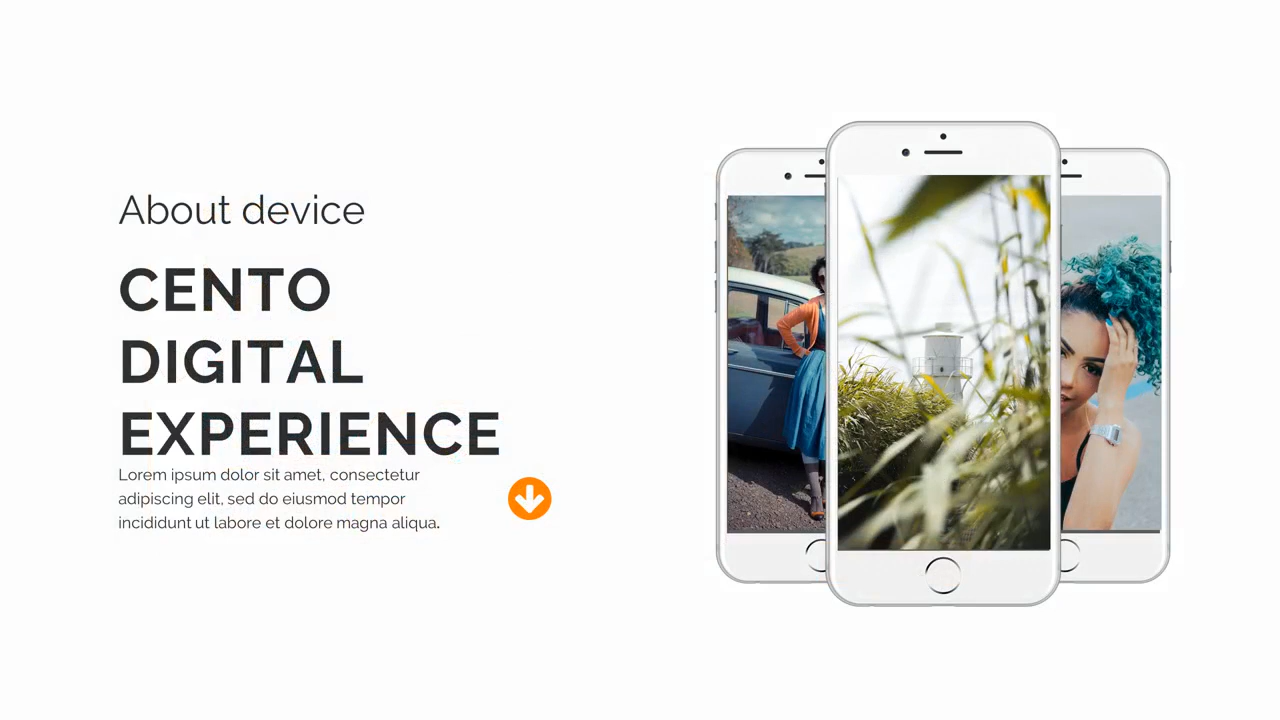 About device
CENTO
DIGITAL
EXPERIENCE
Lorem ipsum dolor sit amet, consectetur
adipiscing elit, sed do eiusmod tempor
incididunt ut labore et dolore magna aliqua.